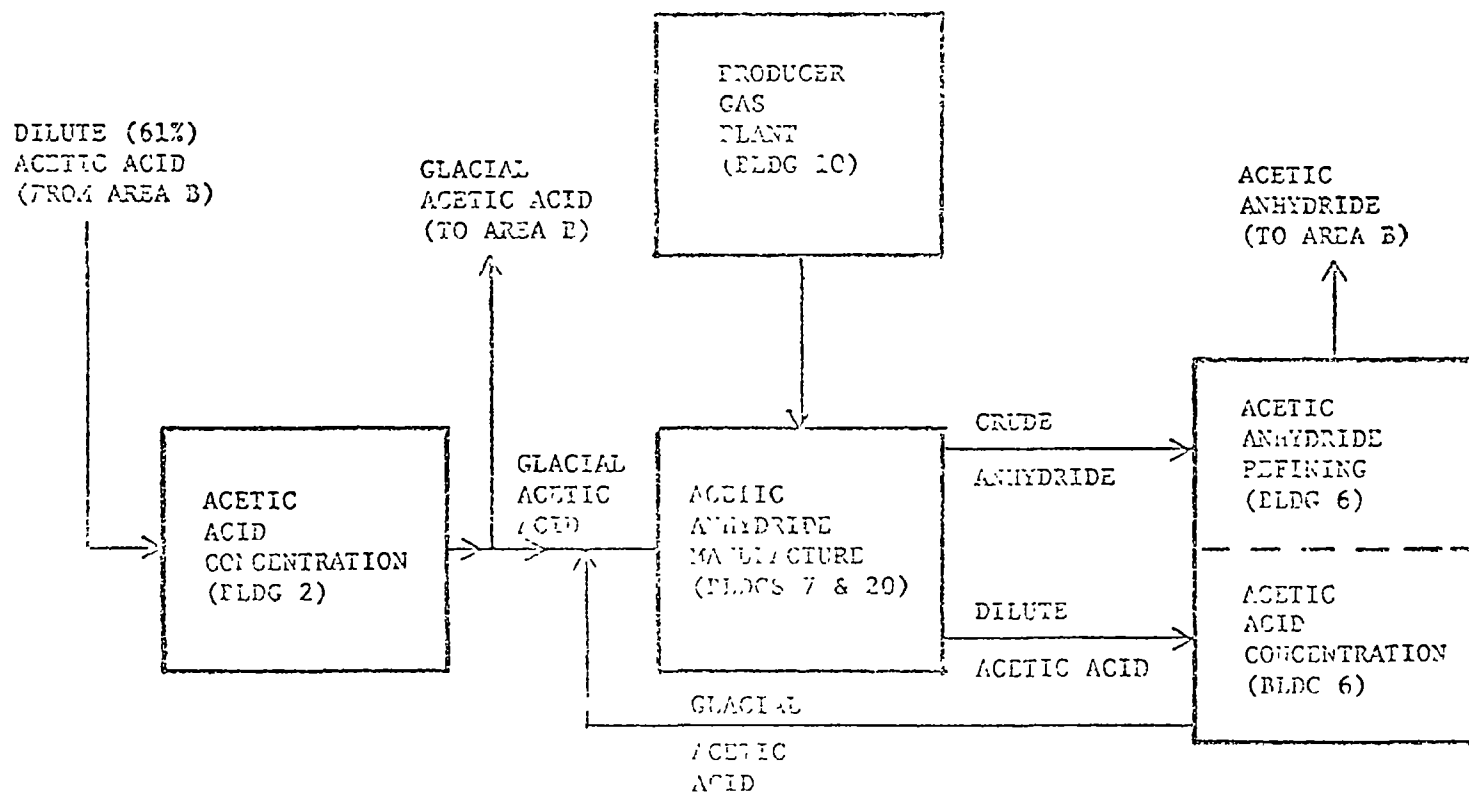 DILUTE (61%)
ACETIC ACID
(FROM AREA B)
GLACIAL
ACETIC ACID
(TO AREA B)
PRODUCER
GAS
PLANT
(BLDG 10)
ACETIC
ANHYDRIDE
(TO AREA B)
ACETIC
ACID
CONCENTRATION
(BLDG 2)
GLACIAL
ACETIC
ACID
ACETIC
ANHYDRIDE
MANUFACTURE
(BLDGS 7 & 20)
CRUDE
ANHYDRIDE
DILUTE
ACETIC ACID
ACETIC
ANHYDRIDE
REFINING
(BLDG 6)
ACETIC
ACID
CONCENTRATION
(BLDG 6)
GLACIAL
ACETIC
ACID